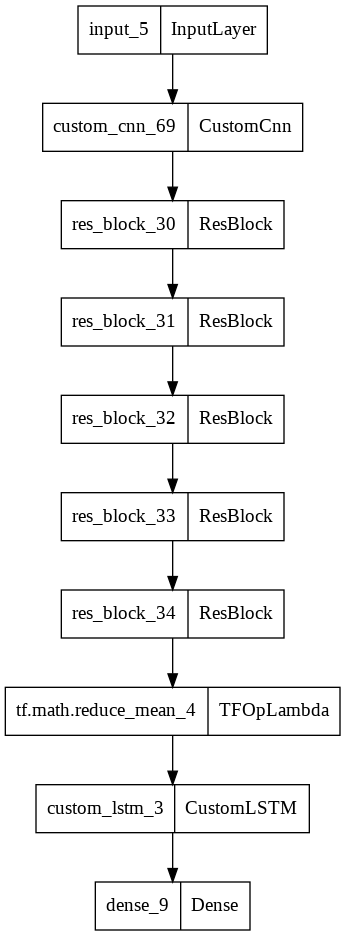 input_5 InputLayer
custom_cnn_69 CustomCnn
res_block_30 ResBlock
res_block_31 ResBlock
res_block_32 ResBlock
res_block_33 ResBlock
res_block_34 ResBlock
tf.math.reduce_mean_4 TFOpLambda
custom_lstm_3 CustomLSTM
dense_9 Dense